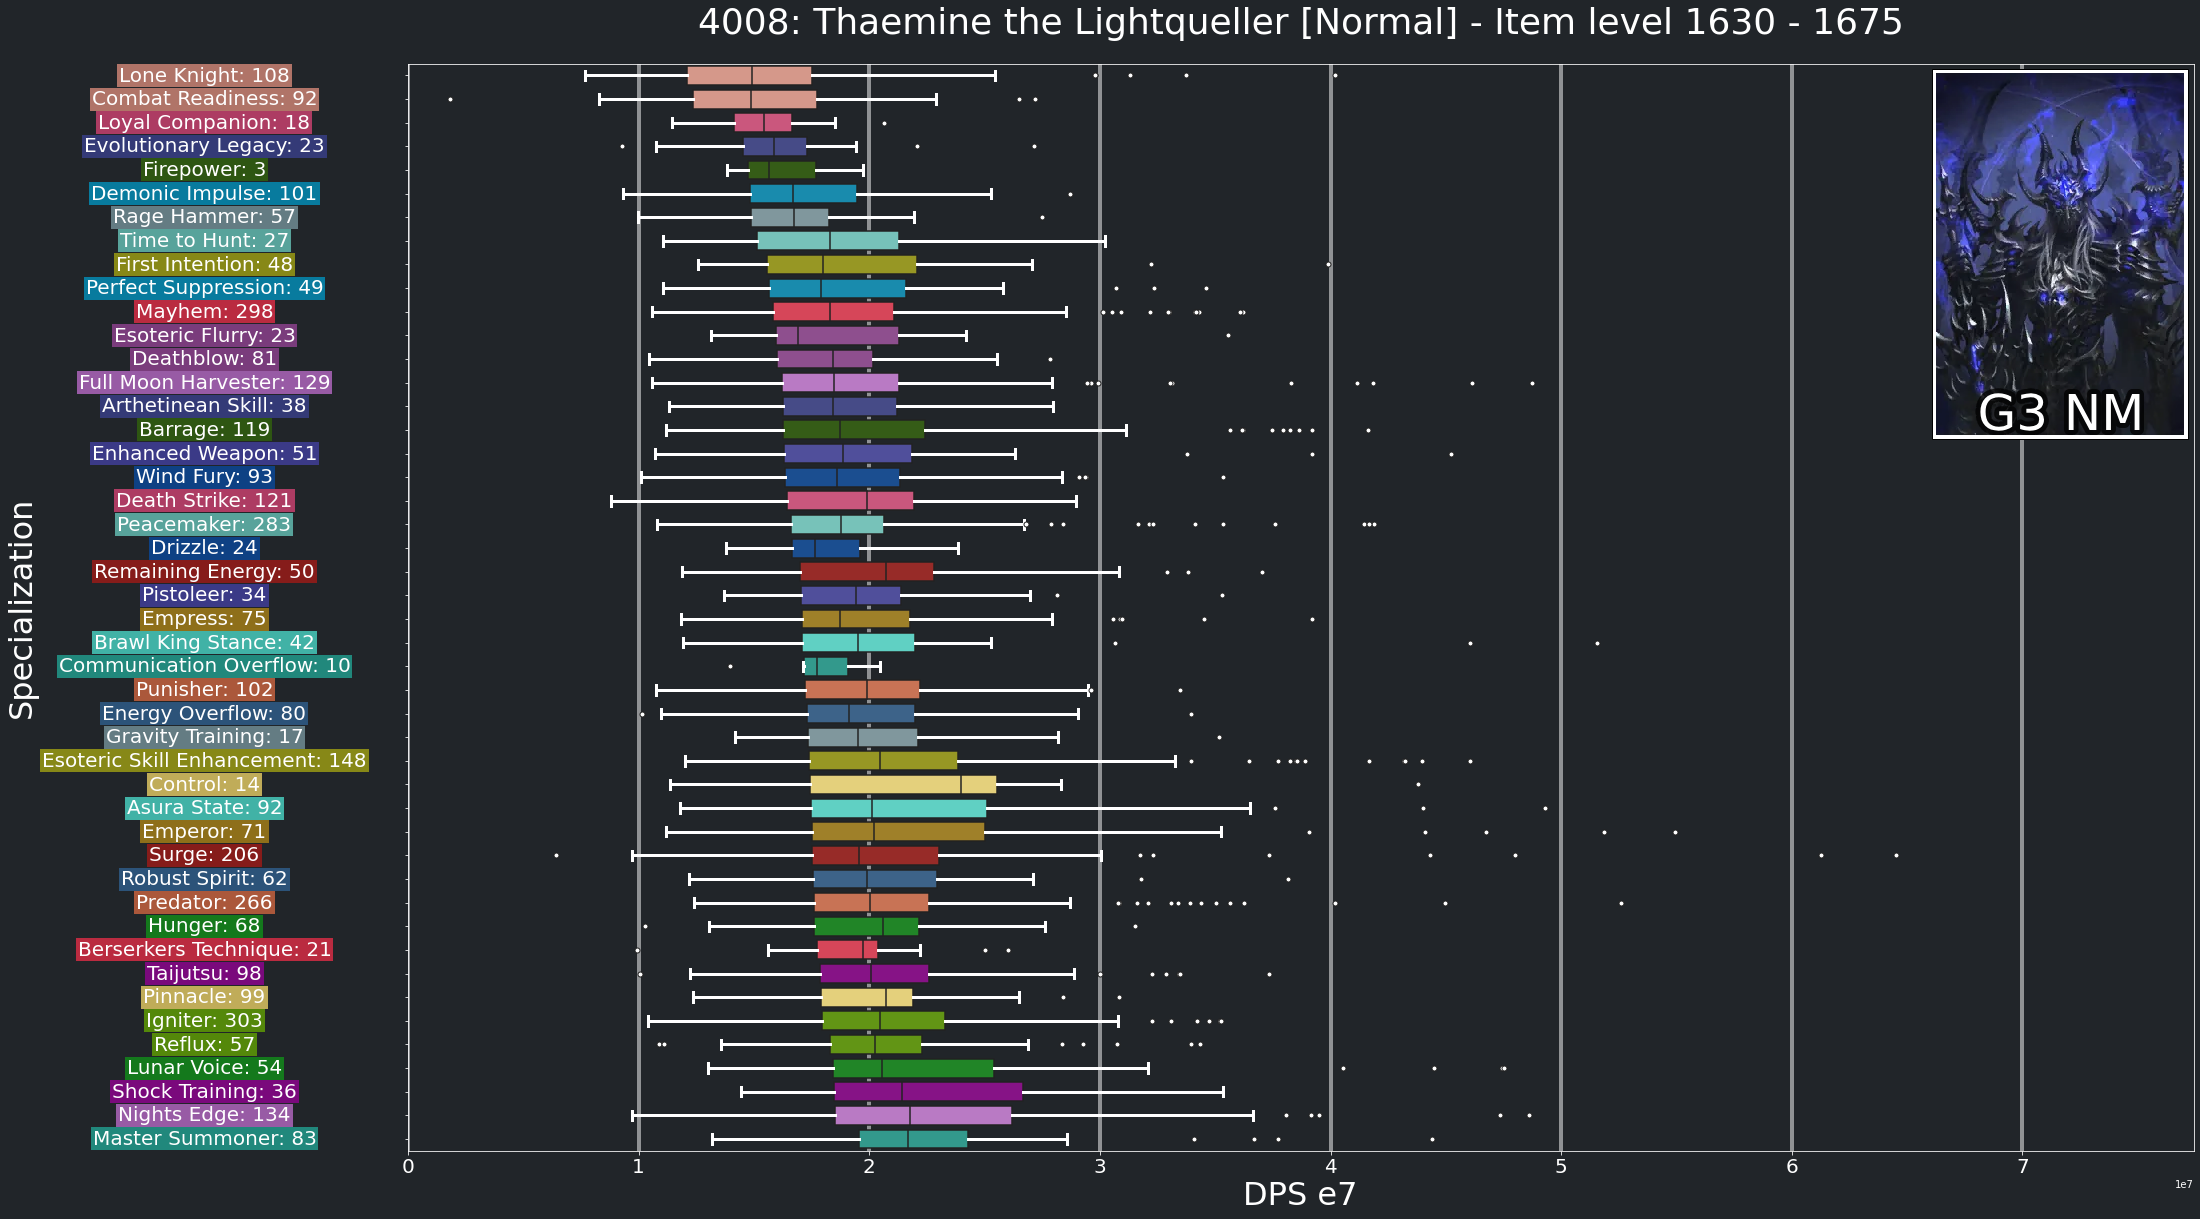 4008: Thaemine the Lightqueller [Normal] - Item level 1630 - 1675
Specialization
Lone Knight: 108
Combat Readiness: 92
Loyal Companion: 18
Evolutionary Legacy: 23
Firepower: 3
Demonic Impulse: 101
Rage Hammer: 57
Time to Hunt: 27
First Intention: 48
Perfect Suppression: 49
Mayhem: 298
Esoteric Flurry: 23
Deathblow: 81
Full Moon Harvester: 129
Arthetinean Skill: 38
Barrage: 119
Enhanced Weapon: 51
Wind Fury: 93
Death Strike: 121
Peacemaker: 283
Drizzle: 24
Remaining Energy: 50
Pistoleer: 34
Empress: 75
Brawl King Stance: 42
Communication Overflow: 10
Punisher: 102
Energy Overflow: 80
Gravity Training: 17
Esoteric Skill Enhancement: 148
Control: 14
Asura State: 92
Emperor: 71
Surge: 206
Robust Spirit: 62
Predator: 266
Hunger: 68
Berserkers Technique: 21
Taijutsu: 98
Pinnacle: 99
Igniter: 303
Reflux: 57
Lunar Voice: 54
Shock Training: 36
Nights Edge: 134
Master Summoner: 83
G3 NM
0 1 2 3 4 5 6 7
1e7
DPS e7